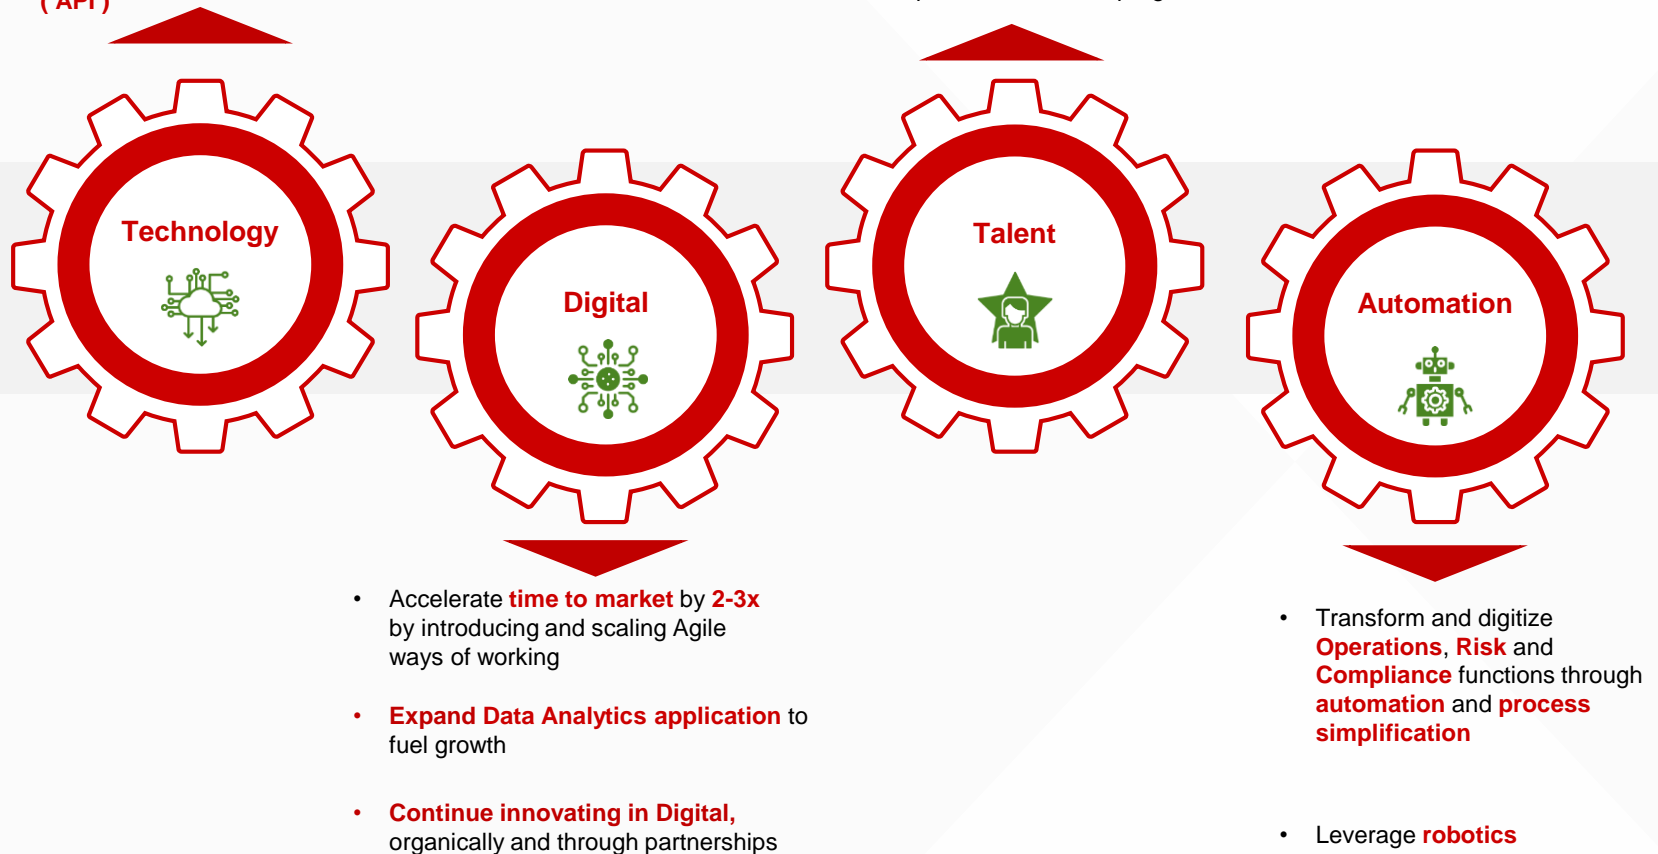 ( API )
Technology
Digital
Talent
Automation
• Accelerate time to market by 2-3x
by introducing and scaling Agile
ways of working
• Expand Data Analytics application to
fuel growth
• Continue innovating in Digital,
organically and through partnerships
• Transform and digitize
Operations, Risk and
Compliance functions through
automation and process
simplification
• Leverage robotics